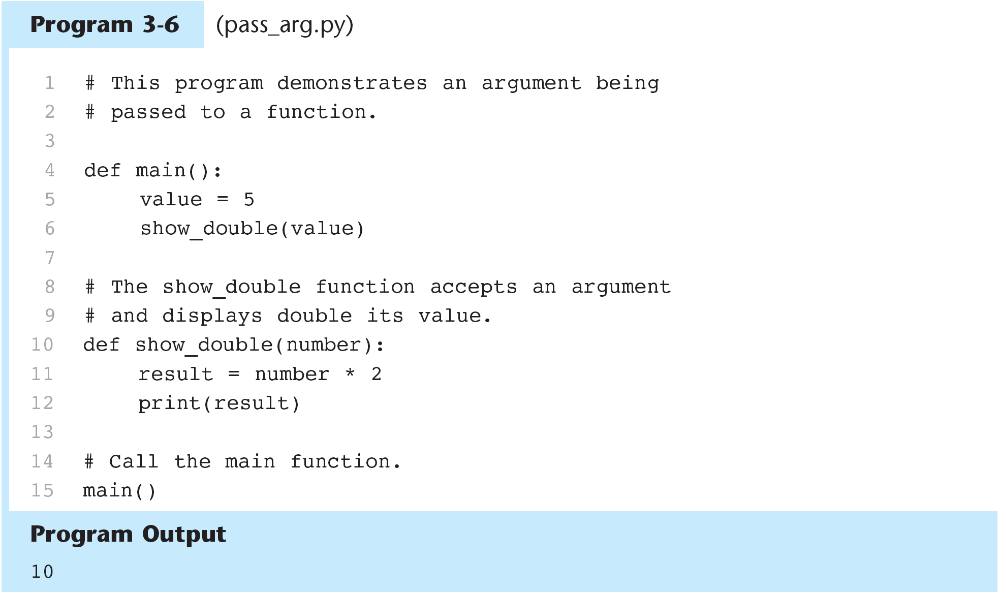 Program 3-6 (pass_arg.py)
1 # This program demonstrates an argument being
2 # passed to a function.
3
4 def main():
5     value = 5
6     show_double(value)
7
8 # The show_double function accepts an argument
9 # and displays double its value.
10 def show_double(number):
11     result = number * 2
12     print(result)
13
14 # Call the main function.
15 main()
Program Output
10